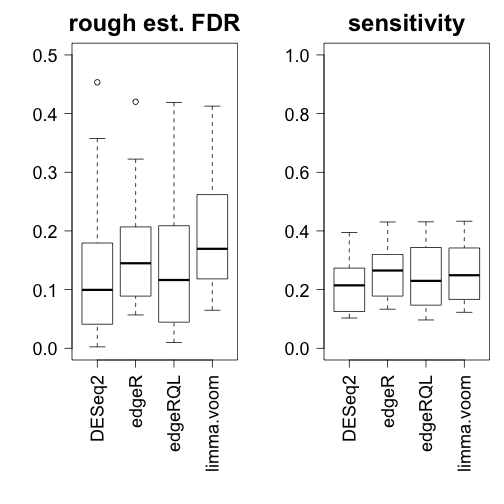 rough est. FDR
0.5
0.4
0.3
0.2
0.1
0.0
DESeq2
edgeR
edgeRQL
limma.voom
sensitivity
1.0
0.8
0.6
0.4
0.2
0.0
DESeq2
edgeR
edgeRQL
limma.voom